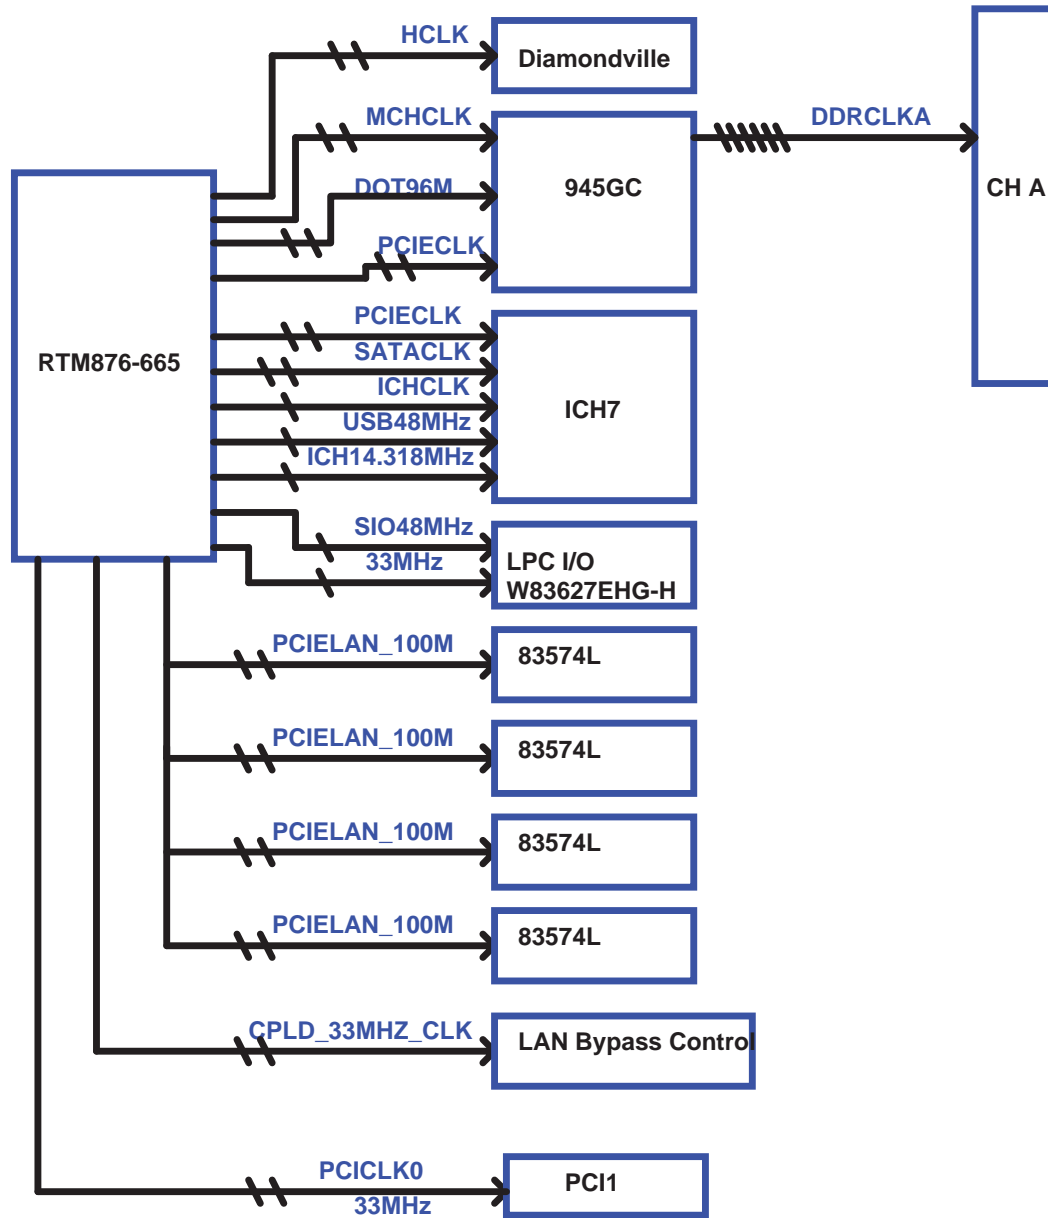 HCLK
Diamondville
MCHCLK
DDRCLKA
DOT96M
945GC
CH A
PCIECLK
PCIECLK
RTM876-665
SATACLK
ICHCLK
ICH7
USB48MHz
ICH14.318MHz
SIO48MHz
33MHz
LPC I/O
W83627EHG-H
PCIELAN_100M
83574L
PCIELAN_100M
83574L
PCIELAN_100M
83574L
PCIELAN_100M
83574L
CPLD_33MHZ_CLK
LAN Bypass Control
PCICLK0
33MHz
PCI1